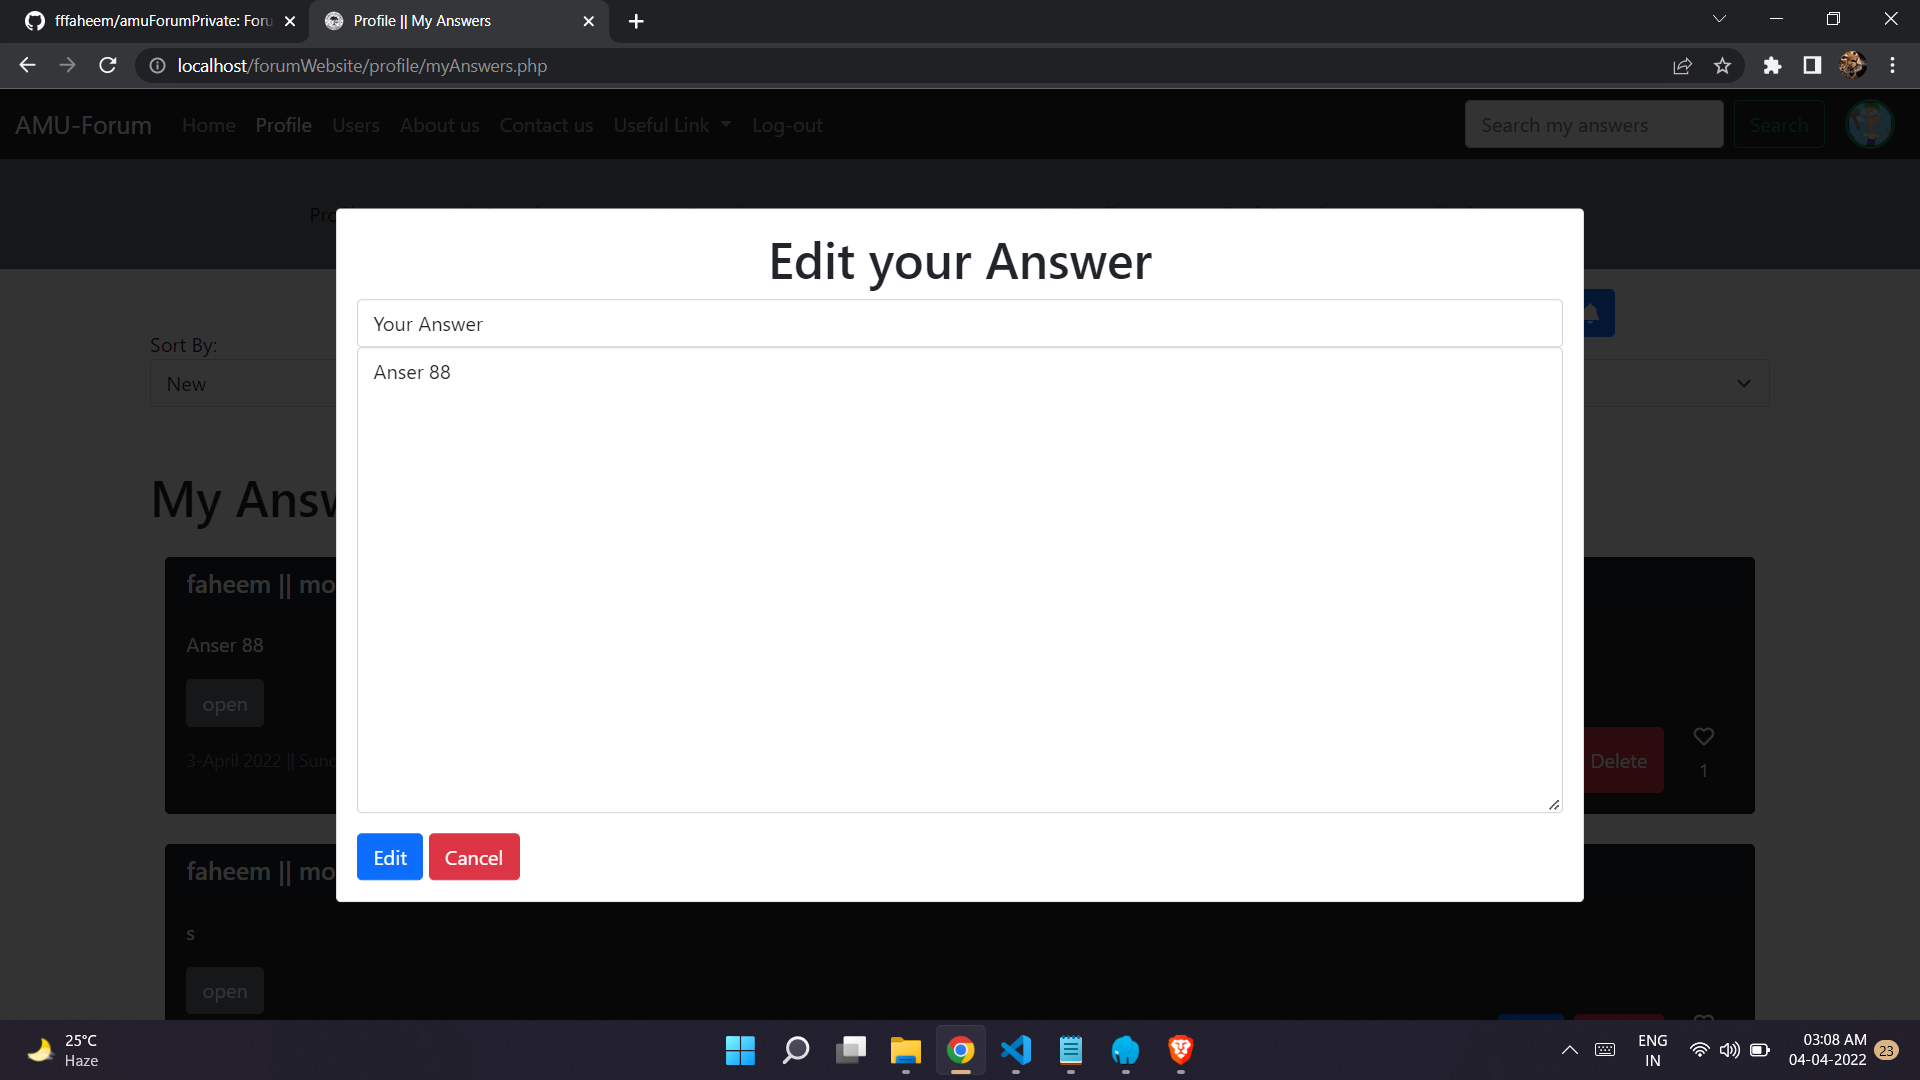 fffaheem/amuForumPrivate: Foru
Profile || My Answers
localhost/forumWebsite/profile/myAnswers.php
AMU-Forum Home Profile Users About us Contact us Useful Link Log-out Search my answers Search
Edit your Answer
Your Answer
Anser 88
Sort By:
New
My Answ
faheem || mo
Anser 88
open
3-April 2022 || Sund
Delete
1
Edit Cancel
faheem || mo
s
open
25°C
Haze
ENG
IN
03:08 AM
04-04-2022
23